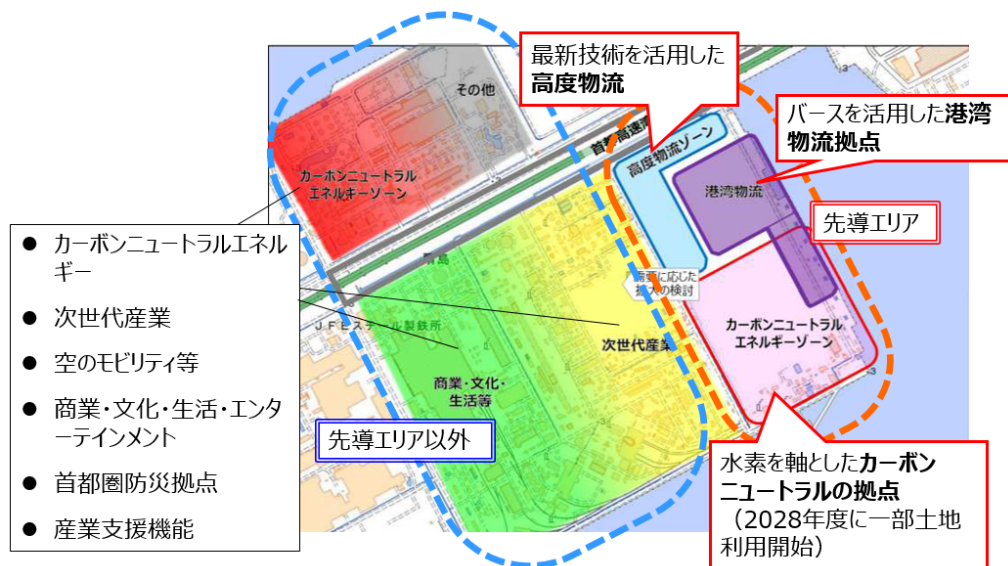 最新技術を活用した
高度物流
その他
バースを活用した港湾
物流拠点
首都高速湾
高度物流ゾーン
カーボンニュートラル
エネルギーゾーン
港湾物流
先導エリア
● カーボンニュートラルエネル
ギー
● 次世代産業
● 空のモビリティ等
● 商業・文化・生活・エンタ
ーテインメント
● 首都圏防災拠点
● 産業支援機能
扇島
需要に応じた
拡大の検討
JFEスチール製鉄所
カーボンニュートラル
エネルギーゾーン
次世代産業
商業・文化・
生活等
先導エリア以外
水素を軸としたカーボン
ニュートラルの拠点
(2028年度に一部土地
利用開始)